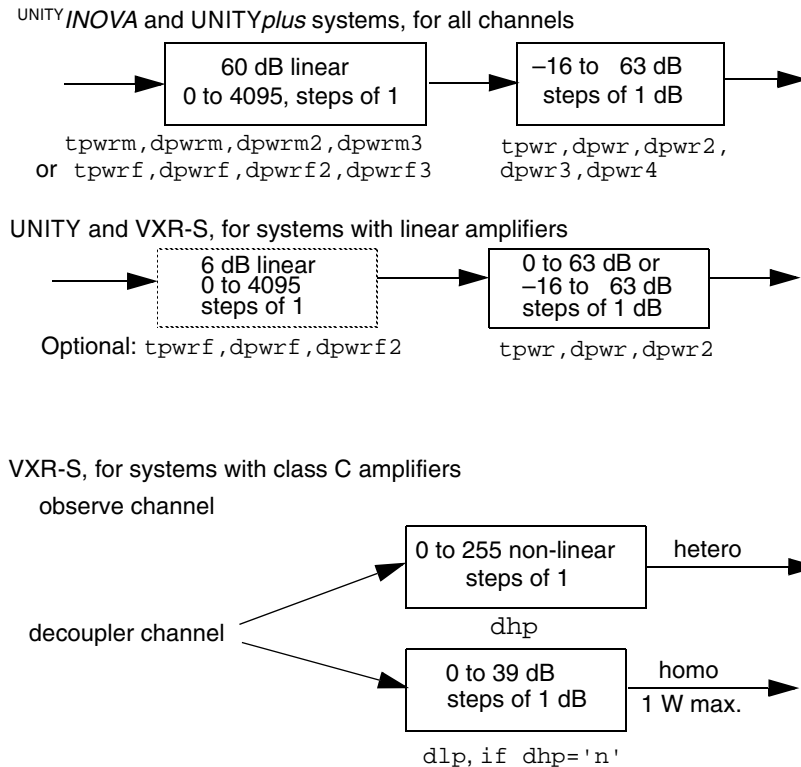 UNITY INOVA and UNITYplus systems, for all channels
60 dB linear
0 to 4095, steps of 1
–16 to 63 dB
steps of 1 dB
tpwrm,dpwrm,dpwrm2,dpwrm3
or tpwrf,dpwrf,dpwrf2,dpwrf3
tpwr,dpwr,dpwr2,
dpwr3,dpwr4
UNITY and VXR-S, for systems with linear amplifiers
6 dB linear
0 to 4095
steps of 1
0 to 63 dB or
–16 to 63 dB
steps of 1 dB
Optional: tpwrf,dpwrf,dpwrf2
tpwr,dpwr,dpwr2
VXR-S, for systems with class C amplifiers
observe channel
0 to 255 non-linear
steps of 1
hetero
dhp
decoupler channel
0 to 39 dB
steps of 1 dB
homo
1 W max.
dlp, if dhp='n'